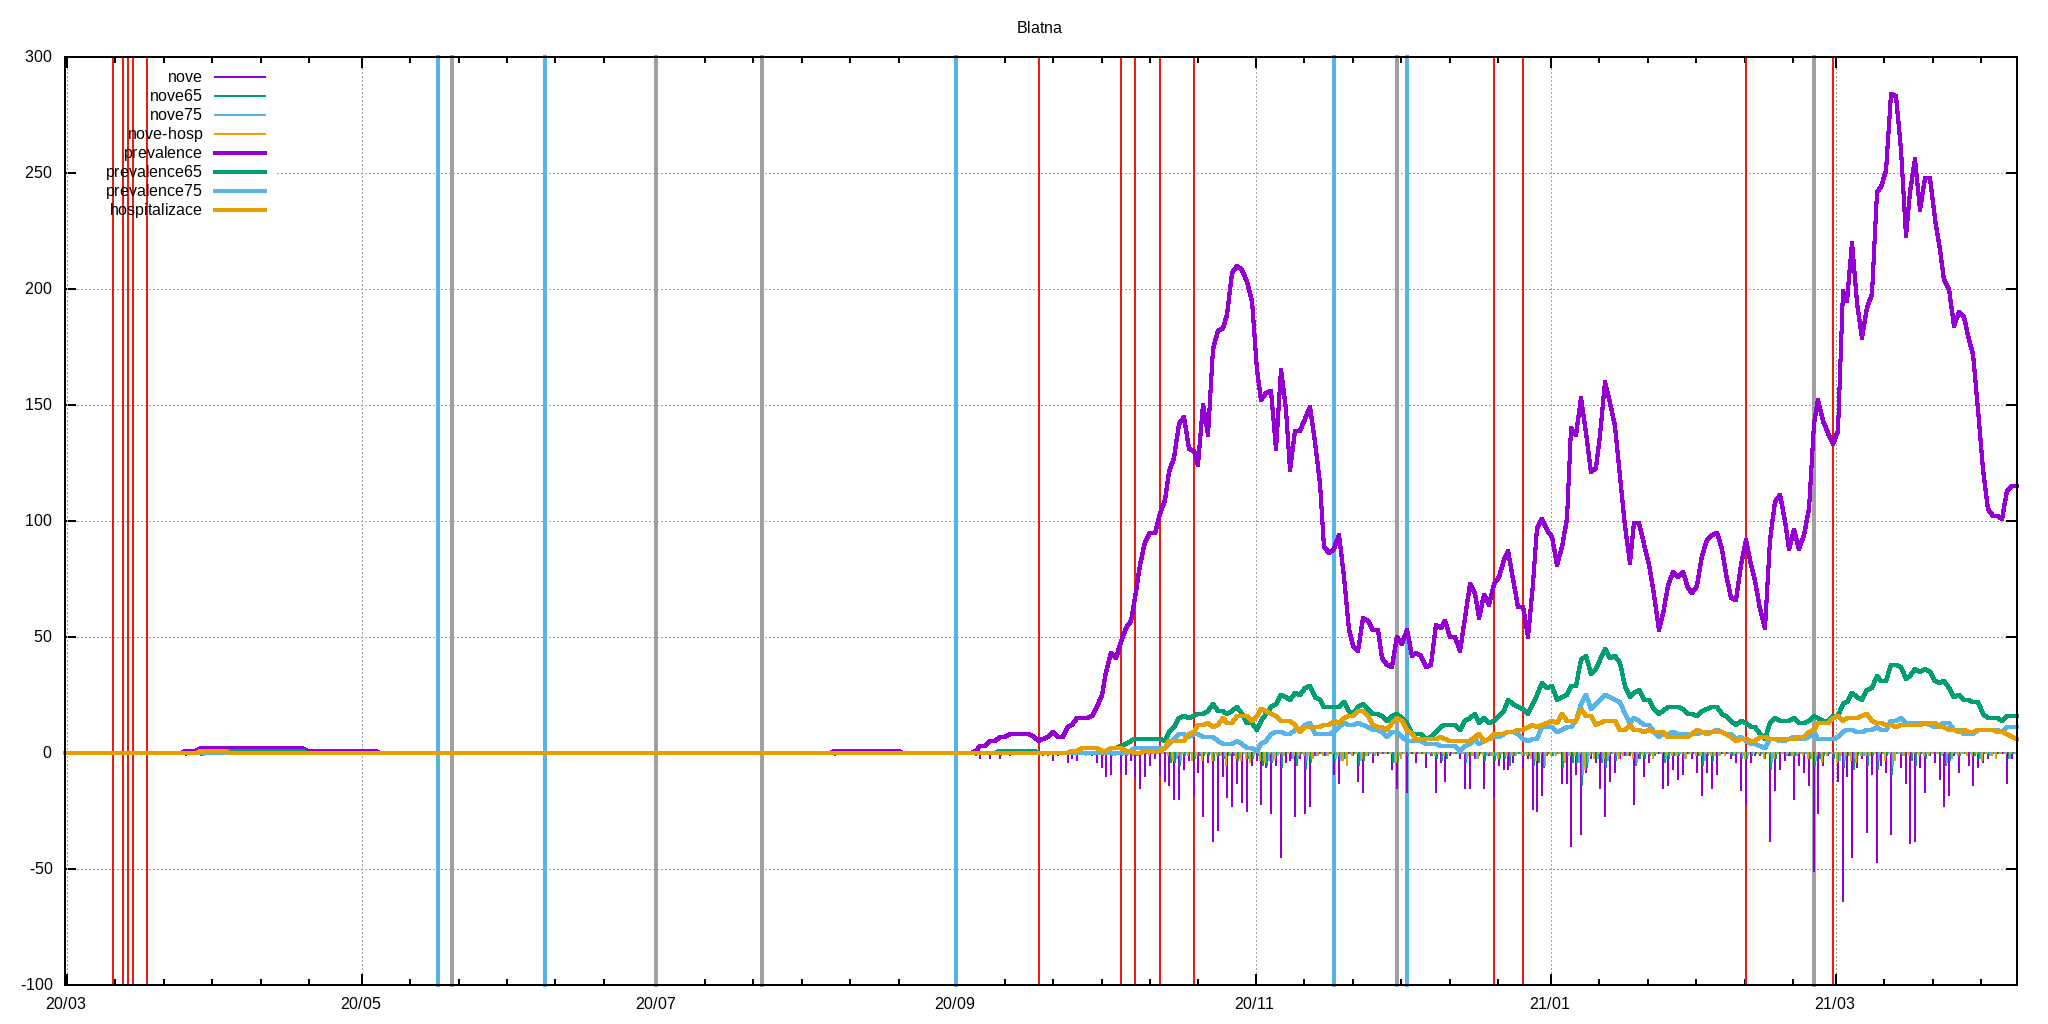 Blatna
300
250
200
150
100
50
0
-50
-100
nove
nove65
nove75
nove-hosp
prevalence
prevalence65
prevalence75
hospitalizace
20/03 20/05 20/07 20/09 20/11 21/01 21/03